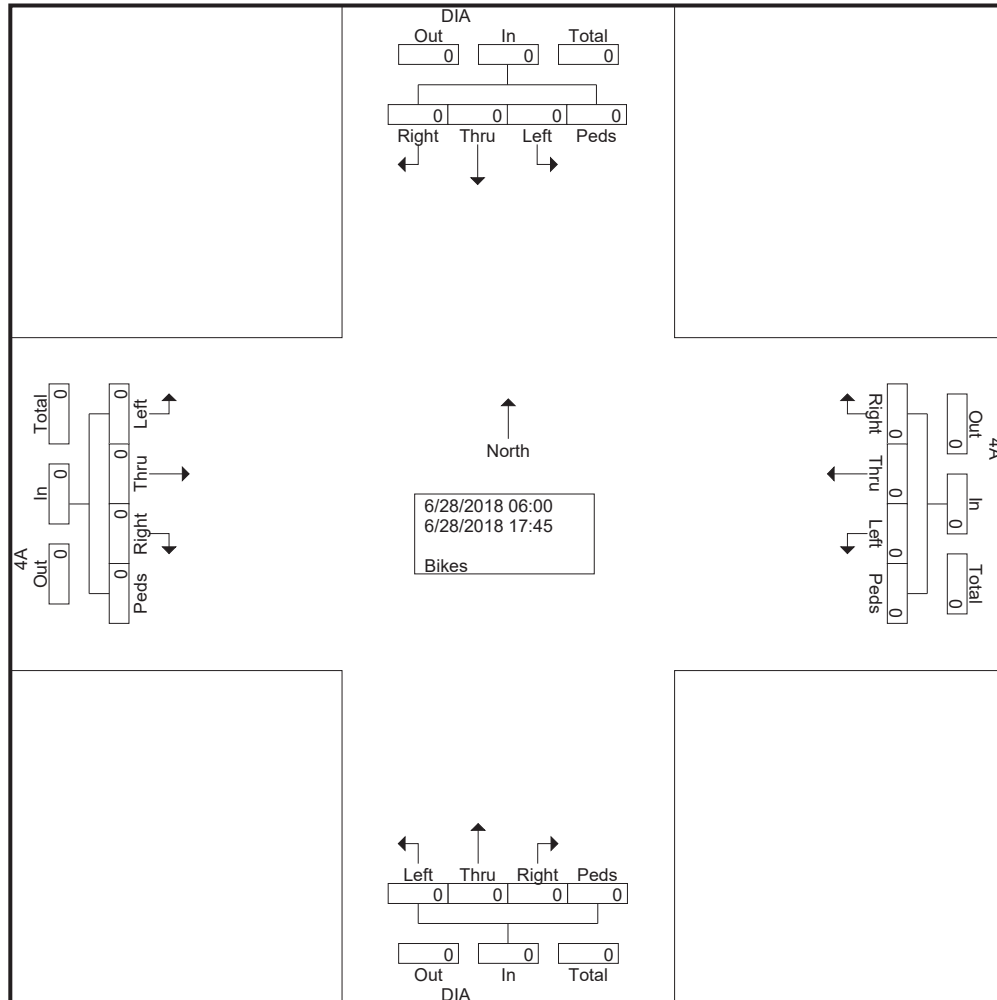 DIA
Out In Total
0 0 0
0 0 0 0
Right Thru Left Peds
4A
Out In Total
0 0 0
0 0 0 0
Peds Right Thru Left
North
6/28/2018 06:00
6/28/2018 17:45
Bikes
Right Thru Left Peds
0 0 0 0
0 0 0
Out In Total
4A
Left Thru Right Peds
0 0 0 0
0 0 0
Out In Total
DIA